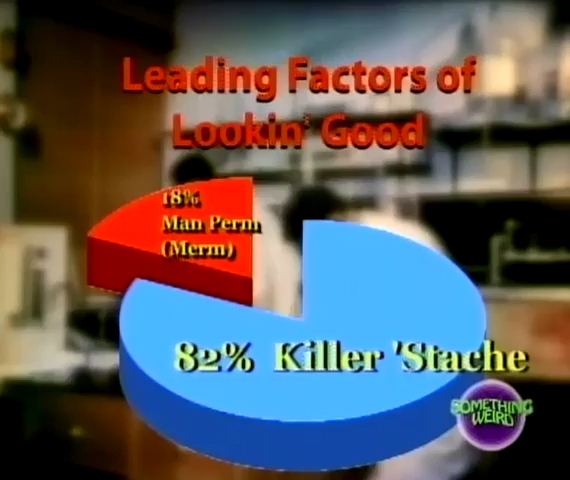 Leading Factors of
Lookin' Good
18%
Man Perm
(Merm)
82% Killer 'Stache
SOMETHING
WEIRD